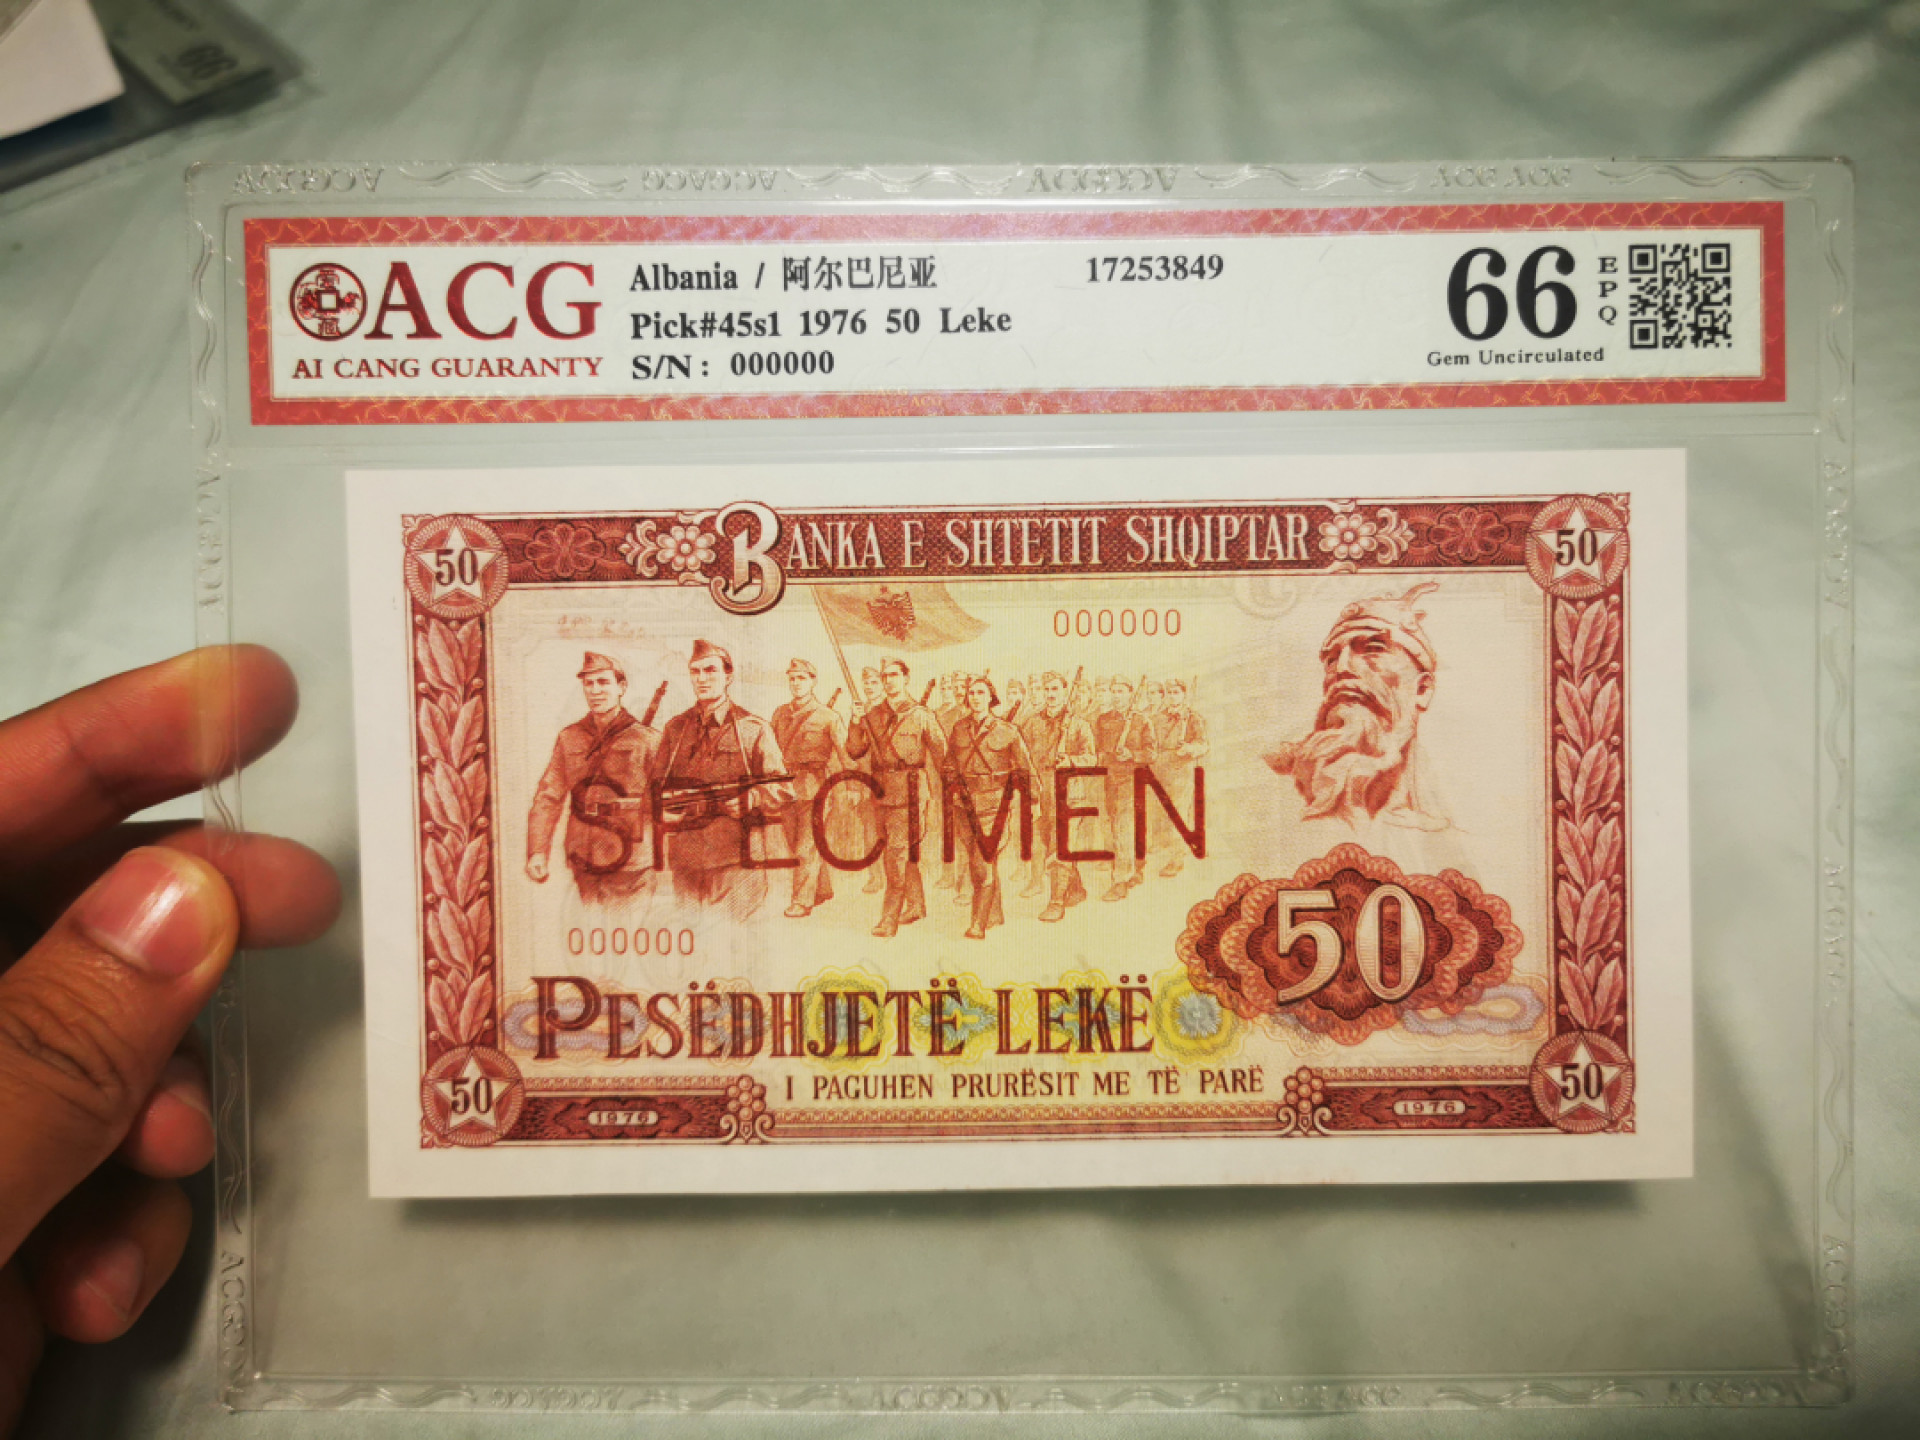 66
ACG
AI CANG GUARANTY
Albania / 阿尔巴尼亚
17253849
Pick#45s1 1976 50 Leke
S/N: 000000
66
EPQ
Gem Uncirculated
50
BANKA E SHTETIT SHQIPTAR
50
000000
SPECIMEN
000000
50
PESËDHJETË LEKË
I PAGUHEN PRURËSIT ME TË PARË
50
1976
1976
50